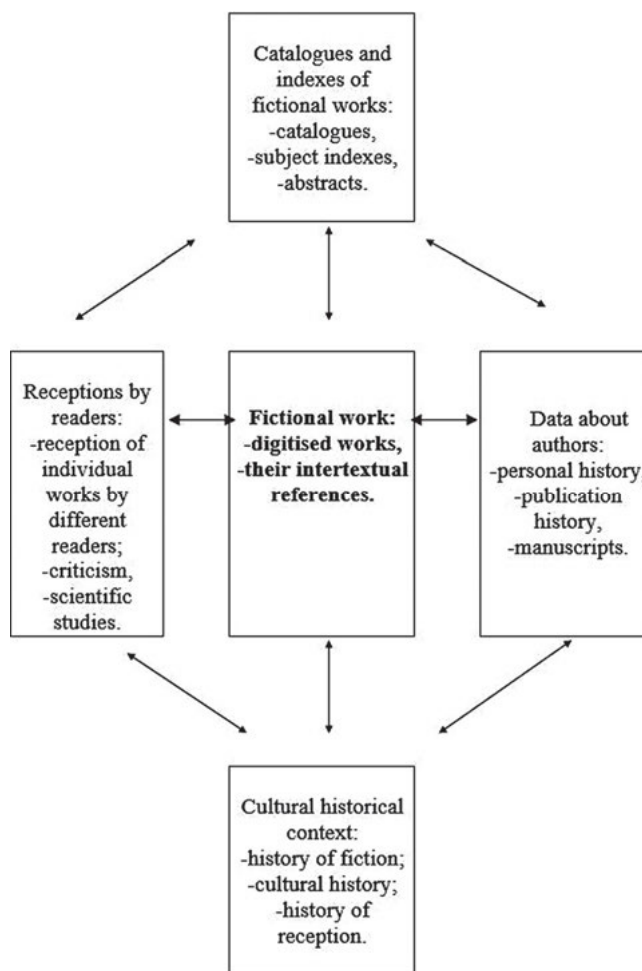 Catalogues and
indexes of
fictional works:
-catalogues,
-subject indexes,
-abstracts.
Receptions by
readers:
-reception of
individual
works by
different
readers;
-criticism,
-scientific
studies.
Fictional work:
-digitised works,
-their intertextual
references.
Data about
authors:
-personal history,
-publication
history,
-manuscripts.
Cultural historical
context:
-history of fiction;
-cultural history;
-history of
reception.